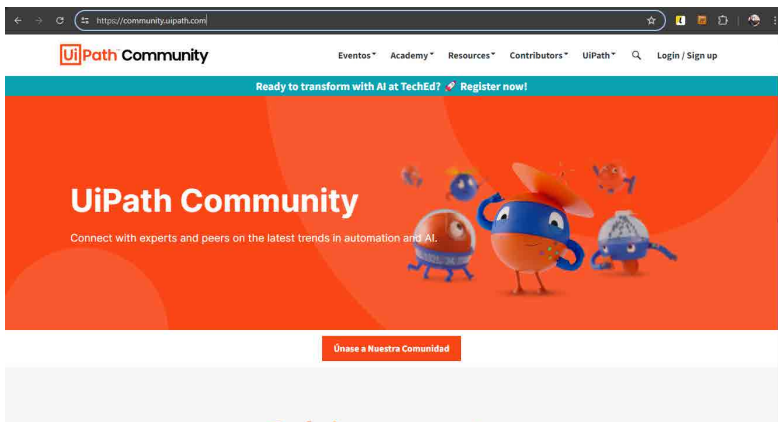 https://community.uipath.com
UiPath Community
Eventos Academy Resources Contributors UiPath Login / Sign up
Ready to transform with AI at TechEd? 🚀 Register now!
UiPath Community
Connect with experts and peers on the latest trends in automation and AI.
Únase a Nuestra Comunidad